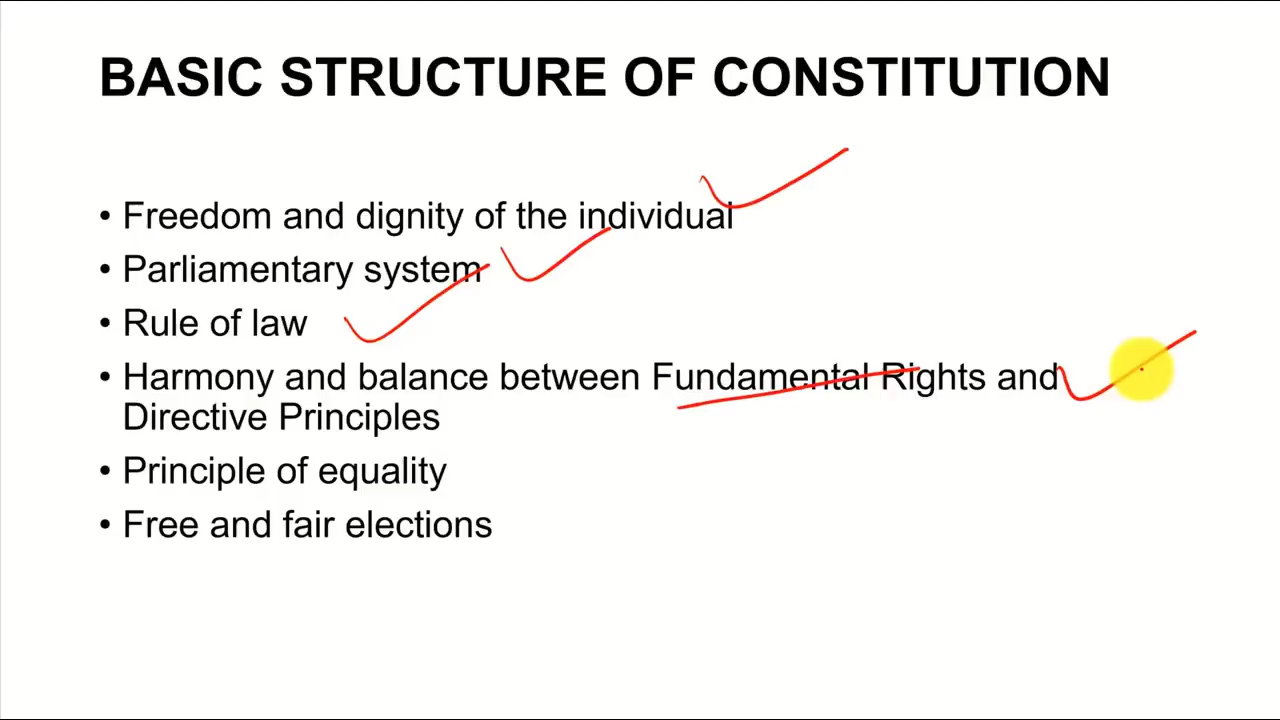 BASIC STRUCTURE OF CONSTITUTION
• Freedom and dignity of the individual
• Parliamentary system
• Rule of law
• Harmony and balance between Fundamental Rights and
Directive Principles
• Principle of equality
• Free and fair elections